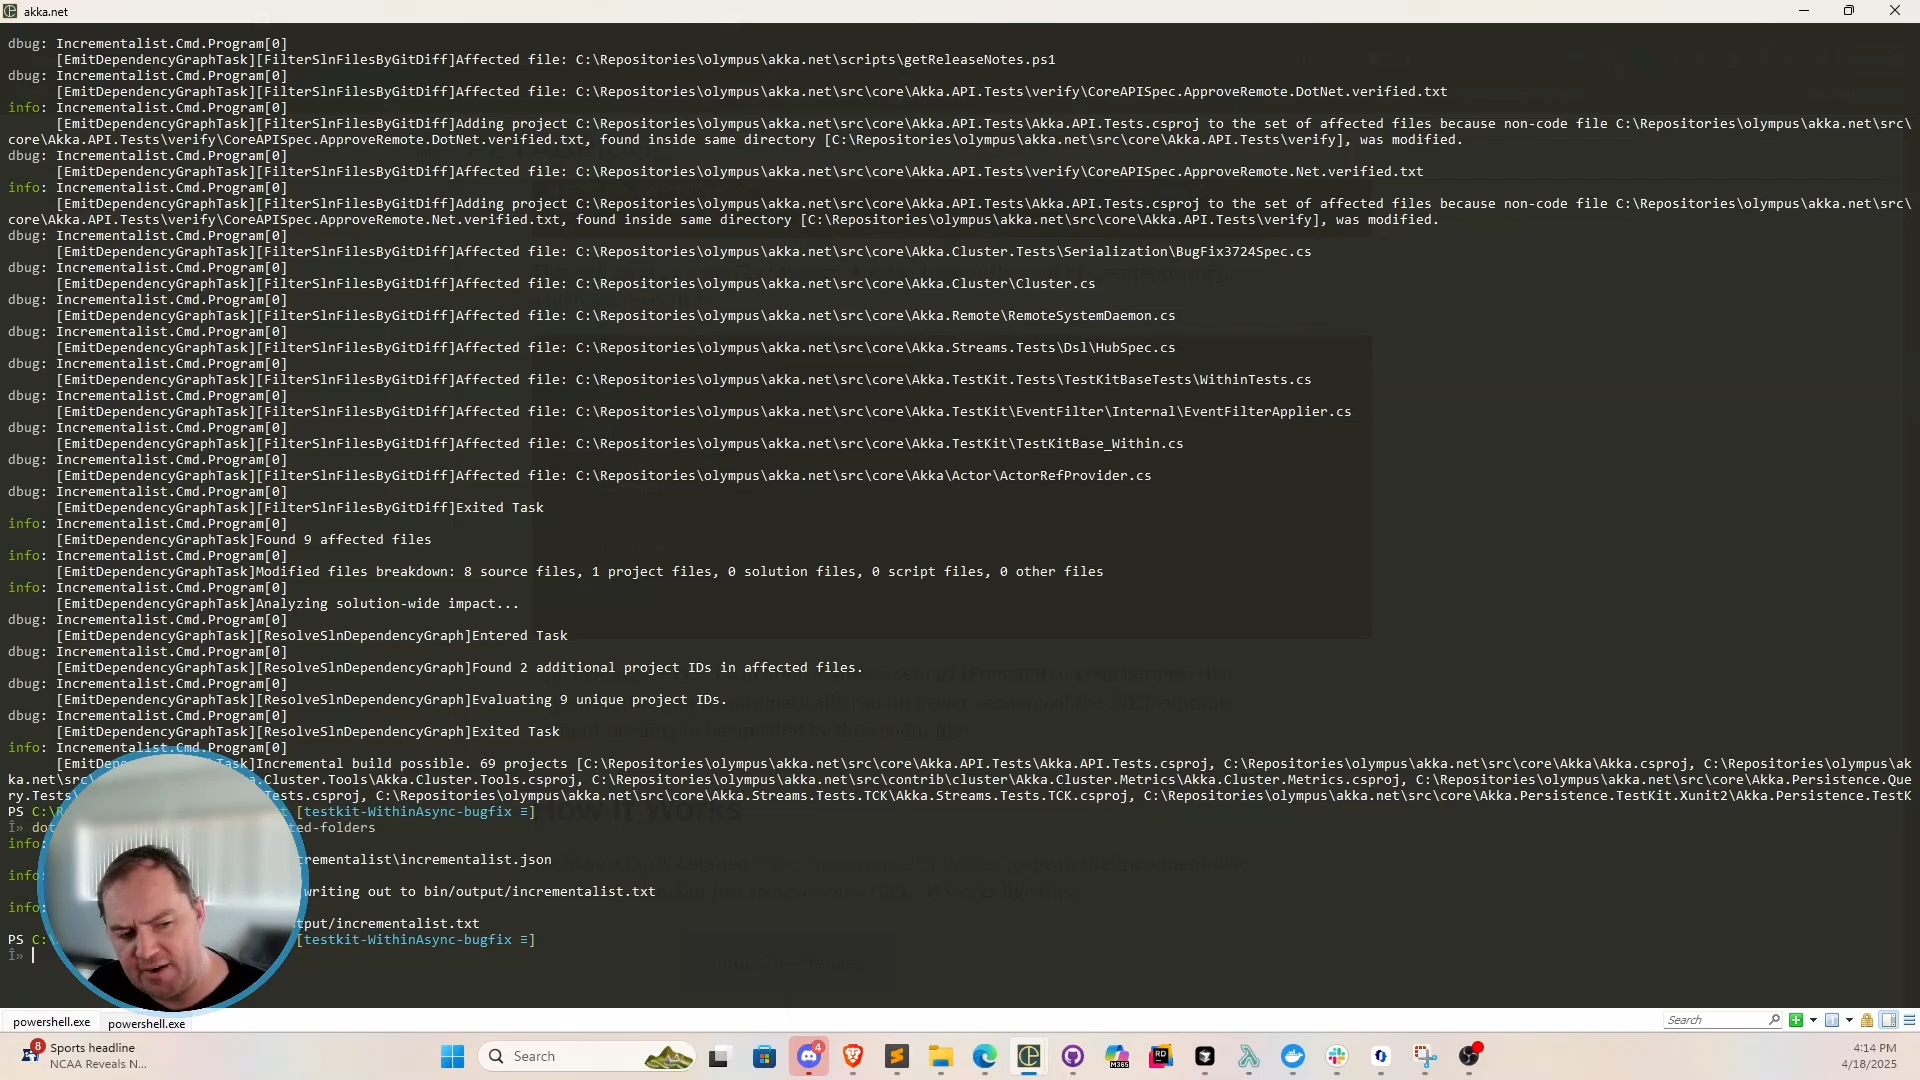 akka.net
dbug: Incrementalist.Cmd.Program[0]
[EmitDependencyGraphTask][FilterSlnFilesByGitDiff]Affected file: C:\Repositories\olympus\akka.net\scripts\getReleaseNotes.ps1
dbug: Incrementalist.Cmd.Program[0]
[EmitDependencyGraphTask][FilterSlnFilesByGitDiff]Affected file: C:\Repositories\olympus\akka.net\src\core\Akka.API.Tests\verify\CoreAPISpec.ApproveRemote.DotNet.verified.txt
info: Incrementalist.Cmd.Program[0]
[EmitDependencyGraphTask][FilterSlnFilesByGitDiff]Adding project C:\Repositories\olympus\akka.net\src\core\Akka.API.Tests\Akka.API.Tests.csproj to the set of affected files because non-code file C:\Repositories\olympus\akka.net\src\
core\Akka.API.Tests\verify\CoreAPISpec.ApproveRemote.DotNet.verified.txt, found inside same directory [C:\Repositories\olympus\akka.net\src\core\Akka.API.Tests\verify], was modified.
dbug: Incrementalist.Cmd.Program[0]
[EmitDependencyGraphTask][FilterSlnFilesByGitDiff]Affected file: C:\Repositories\olympus\akka.net\src\core\Akka.API.Tests\verify\CoreAPISpec.ApproveRemote.Net.verified.txt
info: Incrementalist.Cmd.Program[0]
[EmitDependencyGraphTask][FilterSlnFilesByGitDiff]Adding project C:\Repositories\olympus\akka.net\src\core\Akka.API.Tests\Akka.API.Tests.csproj to the set of affected files because non-code file C:\Repositories\olympus\akka.net\src\
core\Akka.API.Tests\verify\CoreAPISpec.ApproveRemote.Net.verified.txt, found inside same directory [C:\Repositories\olympus\akka.net\src\core\Akka.API.Tests\verify], was modified.
dbug: Incrementalist.Cmd.Program[0]
[EmitDependencyGraphTask][FilterSlnFilesByGitDiff]Affected file: C:\Repositories\olympus\akka.net\src\core\Akka.Cluster.Tests\Serialization\BugFix3724Spec.cs
dbug: Incrementalist.Cmd.Program[0]
[EmitDependencyGraphTask][FilterSlnFilesByGitDiff]Affected file: C:\Repositories\olympus\akka.net\src\core\Akka.Cluster\Cluster.cs
dbug: Incrementalist.Cmd.Program[0]
[EmitDependencyGraphTask][FilterSlnFilesByGitDiff]Affected file: C:\Repositories\olympus\akka.net\src\core\Akka.Remote\RemoteSystemDaemon.cs
dbug: Incrementalist.Cmd.Program[0]
[EmitDependencyGraphTask][FilterSlnFilesByGitDiff]Affected file: C:\Repositories\olympus\akka.net\src\core\Akka.Streams.Tests\Dsl\HubSpec.cs
dbug: Incrementalist.Cmd.Program[0]
[EmitDependencyGraphTask][FilterSlnFilesByGitDiff]Affected file: C:\Repositories\olympus\akka.net\src\core\Akka.TestKit.Tests\TestKitBaseTests\WithinTests.cs
dbug: Incrementalist.Cmd.Program[0]
[EmitDependencyGraphTask][FilterSlnFilesByGitDiff]Affected file: C:\Repositories\olympus\akka.net\src\core\Akka.TestKit\EventFilter\Internal\EventFilterApplier.cs
dbug: Incrementalist.Cmd.Program[0]
[EmitDependencyGraphTask][FilterSlnFilesByGitDiff]Affected file: C:\Repositories\olympus\akka.net\src\core\Akka.TestKit\TestKitBase_Within.cs
dbug: Incrementalist.Cmd.Program[0]
[EmitDependencyGraphTask][FilterSlnFilesByGitDiff]Affected file: C:\Repositories\olympus\akka.net\src\core\Akka\Actor\ActorRefProvider.cs
dbug: Incrementalist.Cmd.Program[0]
[EmitDependencyGraphTask][FilterSlnFilesByGitDiff]Exited Task
info: Incrementalist.Cmd.Program[0]
[EmitDependencyGraphTask]Found 9 affected files
info: Incrementalist.Cmd.Program[0]
[EmitDependencyGraphTask]Modified files breakdown: 8 source files, 1 project files, 0 solution files, 0 script files, 0 other files
info: Incrementalist.Cmd.Program[0]
[EmitDependencyGraphTask]Analyzing solution-wide impact...
dbug: Incrementalist.Cmd.Program[0]
[EmitDependencyGraphTask][ResolveSlnDependencyGraph]Entered Task
dbug: Incrementalist.Cmd.Program[0]
[EmitDependencyGraphTask][ResolveSlnDependencyGraph]Found 2 additional project IDs in affected files.
dbug: Incrementalist.Cmd.Program[0]
[EmitDependencyGraphTask][ResolveSlnDependencyGraph]Evaluating 9 unique project IDs.
dbug: Incrementalist.Cmd.Program[0]
[EmitDependencyGraphTask][ResolveSlnDependencyGraph]Exited Task
info: Incrementalist.Cmd.Program[0]
[EmitDep Incremental build possible. 69 projects [C:\Repositories\olympus\akka.net\src\core\Akka.API.Tests\Akka.API.Tests.csproj, C:\Repositories\olympus\akka.net\src\core\Akka\Akka.csproj, C:\Repositories\olympus\ak
ka.net\src\ a.Cluster.Tools\Akka.Cluster.Tools.csproj, C:\Repositories\olympus\akka.net\src\contrib\cluster\Akka.Cluster.Metrics\Akka.Cluster.Metrics.csproj, C:\Repositories\olympus\akka.net\src\core\Akka.Persistence.Que
ry.Tests\ Tests.csproj, C:\Repositories\olympus\akka.net\src\core\Akka.Streams.Tests.TCK\Akka.Streams.Tests.TCK.csproj, C:\Repositories\olympus\akka.net\src\core\Akka.Persistence.TestKit.Xunit2\Akka.Persistence.TestK
PS C:\R [testkit-WithinAsync-bugfix ≡]
Î» dot ted-folders
info:
crementalist\incrementalist.json
info:
writing out to bin/output/incrementalist.txt
info:
tput/incrementalist.txt
PS C:\ [testkit-WithinAsync-bugfix ≡]
Î»
How It Works
powershell.exe
powershell.exe
Search
8
Sports headline
NCAA Reveals N...
Search
4
M365
RD
4:14 PM
4/18/2025